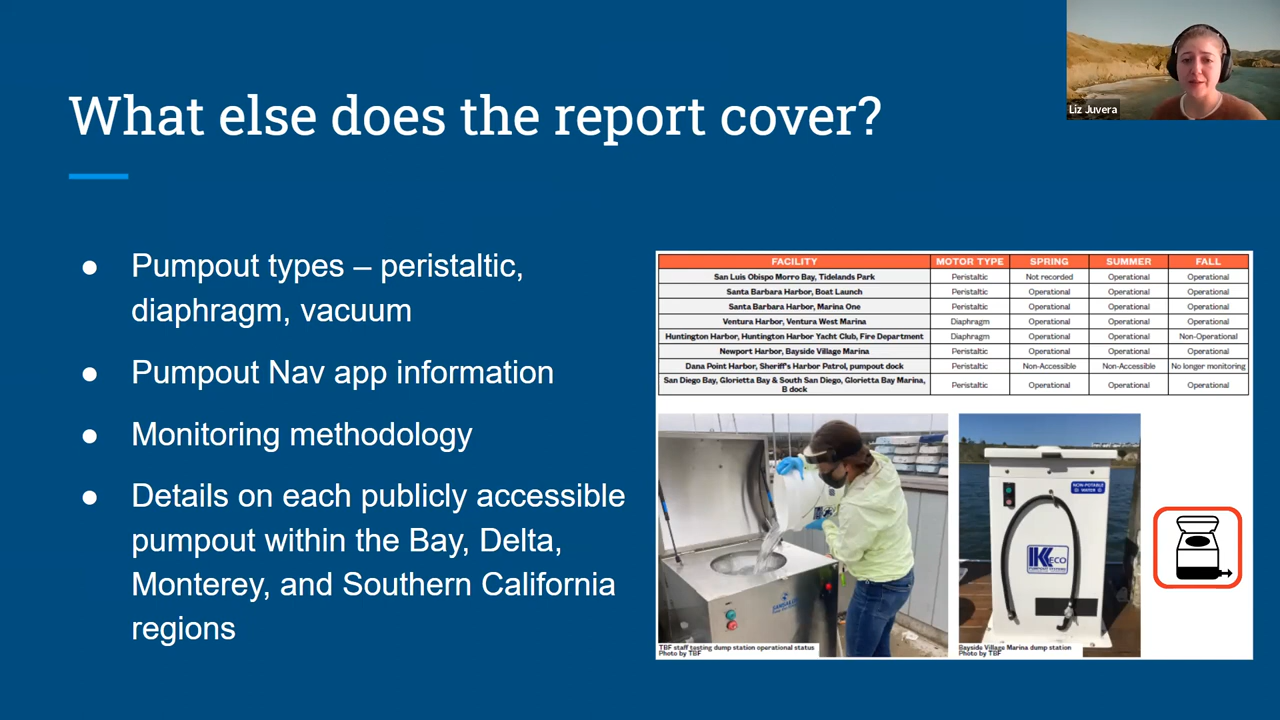 What else does the report cover?
Liz Juvera
● Pumpout types – peristaltic,
diaphragm, vacuum
● Pumpout Nav app information
● Monitoring methodology
● Details on each publicly accessible
pumpout within the Bay, Delta,
Monterey, and Southern California
regions
FACILITY MOTOR TYPE SPRING SUMMER FALL
San Luis Obispo Morro Bay, Tidelands Park Peristaltic Not recorded Operational Operational
Santa Barbara Harbor, Boat Launch Peristaltic Operational Operational Operational
Santa Barbara Harbor, Marina One Peristaltic Operational Operational Operational
Ventura Harbor, Ventura West Marina Diaphragm Operational Operational Operational
Huntington Harbor, Huntington Harbor Yacht Club, Fire Department Diaphragm Operational Operational Non-Operational
Newport Harbor, Bayside Village Marina Peristaltic Operational Operational Operational
Dana Point Harbor, Sheriff's Harbor Patrol, pumpout dock Peristaltic Non-Accessible Non-Accessible No longer monitoring
San Diego Bay, Glorietta Bay & South San Diego, Glorietta Bay Marina,
B dock Peristaltic Operational Operational Operational
NON-POTABLE
WATER
KECO
PUMPOUT SYSTEMS
TBF staff testing dump station operational status
Photo by TBF
Bayside Village Marina dump station
Photo by TBF